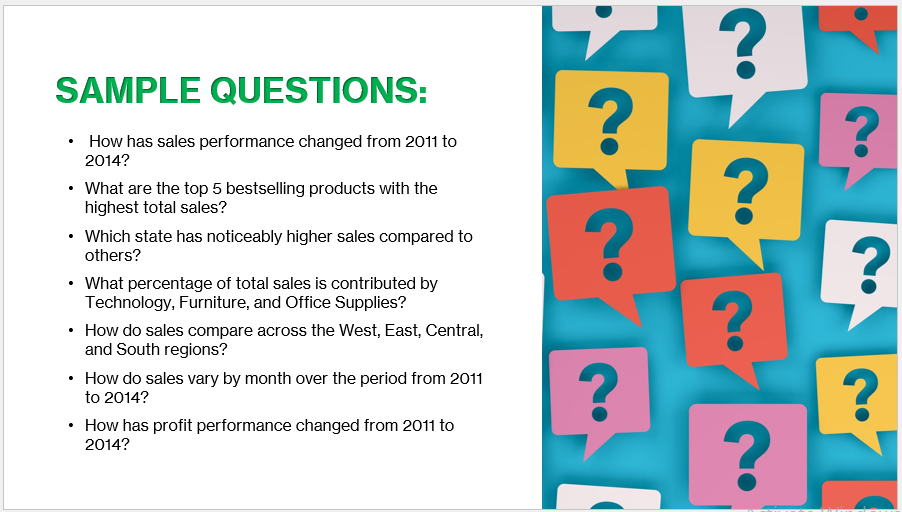 SAMPLE QUESTIONS:
• How has sales performance changed from 2011 to
2014?
• What are the top 5 bestselling products with the
highest total sales?
• Which state has noticeably higher sales compared to
others?
• What percentage of total sales is contributed by
Technology, Furniture, and Office Supplies?
• How do sales compare across the West, East, Central,
and South regions?
• How do sales vary by month over the period from 2011
to 2014?
• How has profit performance changed from 2011 to
2014?
?
?
?
?
?
?
?
?
?
?
?
?
?
?